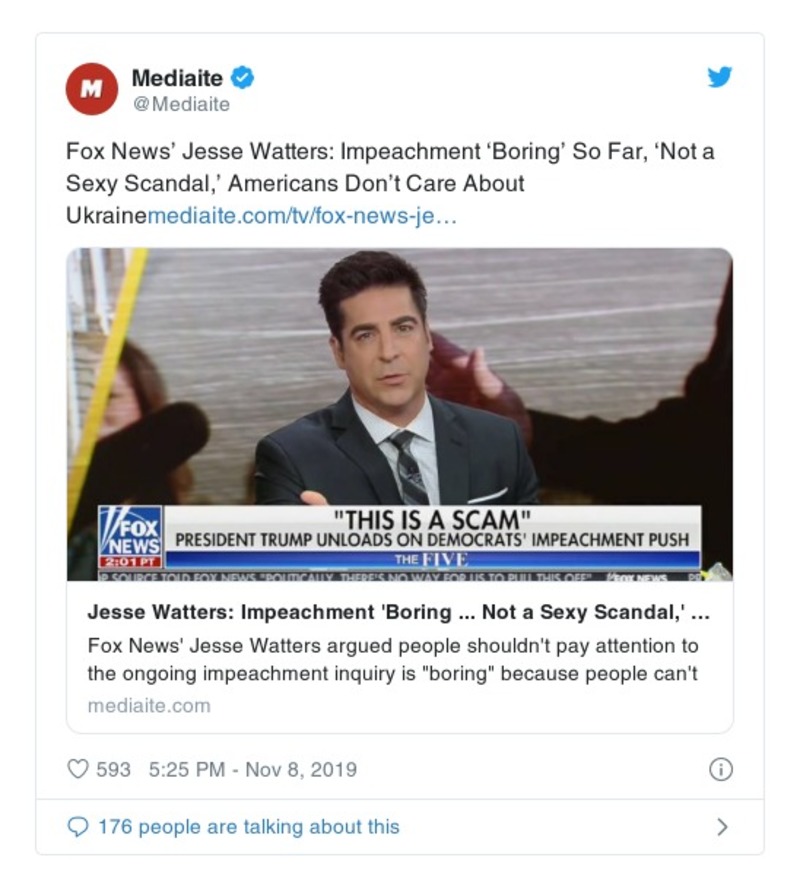 M
Mediaite
@Mediaite
Fox News’ Jesse Watters: Impeachment ‘Boring’ So Far, ‘Not a
Sexy Scandal,’ Americans Don’t Care About
Ukrainemediaite.com/tv/fox-news-je…
"THIS IS A SCAM"
FOX
NEWS
PRESIDENT TRUMP UNLOADS ON DEMOCRATS' IMPEACHMENT PUSH
2:01 PT
THE FIVE
SOURCE TOLD FOX NEWS "POLITICALLY, THERE'S NO WAY FOR US TO PULL THIS OFF" FOX NEWS
Jesse Watters: Impeachment 'Boring ... Not a Sexy Scandal,' ...
Fox News' Jesse Watters argued people shouldn't pay attention to
the ongoing impeachment inquiry is "boring" because people can't
mediaite.com
593 5:25 PM - Nov 8, 2019
176 people are talking about this